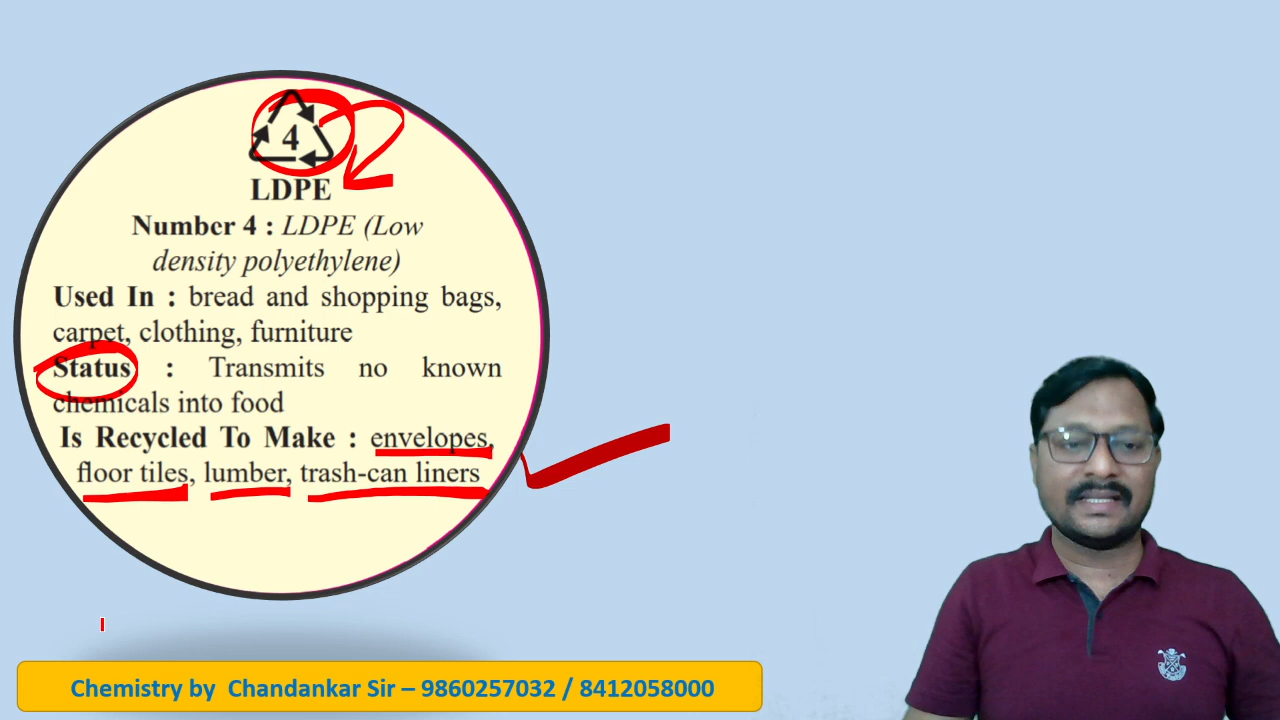 4
LDPE
Number 4 : LDPE (Low
density polyethylene)
Used In : bread and shopping bags,
carpet, clothing, furniture
Status : Transmits no known
chemicals into food
Is Recycled To Make : envelopes,
floor tiles, lumber, trash-can liners
Chemistry by Chandankar Sir – 9860257032 / 8412058000